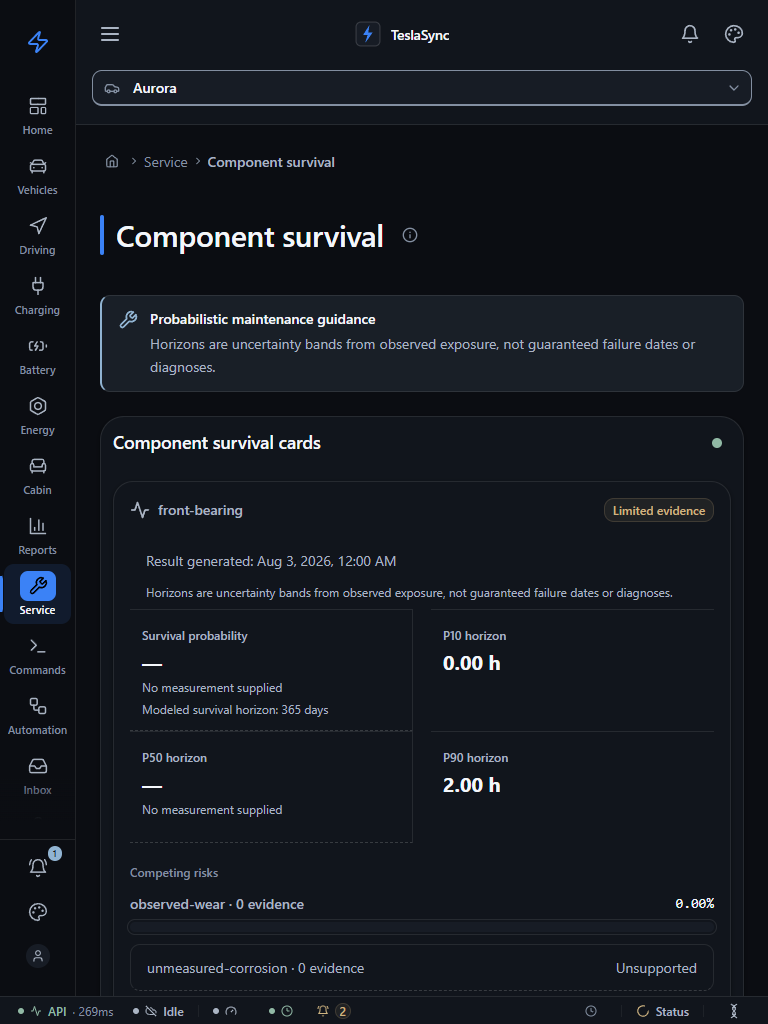 TeslaSync
Aurora
Home
Vehicles
Driving
Charging
Battery
Energy
Cabin
Reports
Service
Commands
Automation
Inbox
1
Service
Component survival
Component survival
Probabilistic maintenance guidance
Horizons are uncertainty bands from observed exposure, not guaranteed failure dates or
diagnoses.
Component survival cards
front-bearing
Limited evidence
Result generated: Aug 3, 2026, 12:00 AM
Horizons are uncertainty bands from observed exposure, not guaranteed failure dates or diagnoses.
Survival probability
—
No measurement supplied
Modeled survival horizon: 365 days
P10 horizon
0.00 h
P50 horizon
—
No measurement supplied
P90 horizon
2.00 h
Competing risks
observed-wear · 0 evidence
0.00%
unmeasured-corrosion · 0 evidence
Unsupported
API · 269ms
Idle
2
Status